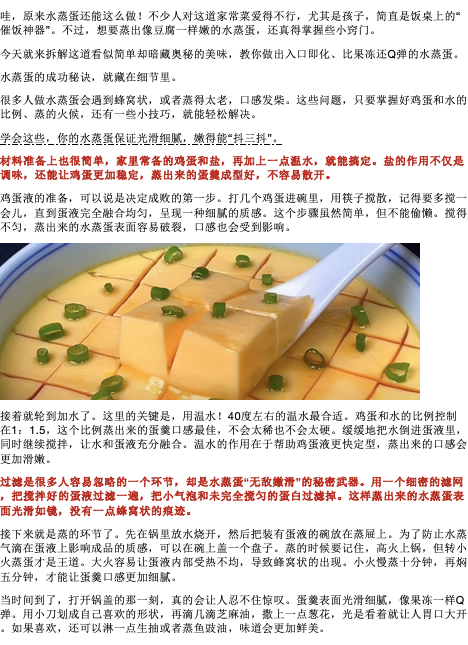 哇，原来水蒸蛋还能这么做！不少人对这道家常菜爱得不行，尤其是孩子，简直是饭桌上的“
催饭神器”。不过，想要蒸出像豆腐一样嫩的水蒸蛋，还真得掌握些小窍门。
今天就来拆解这道看似简单却暗藏奥秘的美味，教你做出入口即化、比果冻还Q弹的水蒸蛋。
水蒸蛋的成功秘诀，就藏在细节里。
很多人做水蒸蛋会遇到蜂窝状，或者蒸得太老，口感发柴。这些问题，只要掌握好鸡蛋和水的
比例、蒸的火候，还有一些小技巧，就能轻松解决。
学会这些，你的水蒸蛋保证光滑细腻，嫩得能“抖三抖”。
材料准备上也很简单，家里常备的鸡蛋和盐，再加上一点温水，就能搞定。盐的作用不仅是
调味，还能让鸡蛋更加稳定，蒸出来的蛋羹成型好，不容易散开。
鸡蛋液的准备，可以说是决定成败的第一步。打几个鸡蛋进碗里，用筷子搅散，记得要多搅一
会儿，直到蛋液完全融合均匀，呈现一种细腻的质感。这个步骤虽然简单，但不能偷懒。搅得
不匀，蒸出来的水蒸蛋表面容易破裂，口感也会受到影响。
接着就轮到加水了。这里的关键是，用温水！40度左右的温水最合适。鸡蛋和水的比例控制
在1：1.5，这个比例蒸出来的蛋羹口感最佳，不会太稀也不会太硬。缓缓地把水倒进蛋液里，
同时继续搅拌，让水和蛋液充分融合。温水的作用在于帮助鸡蛋液更快定型，蒸出来的口感会
更加滑嫩。
过滤是很多人容易忽略的一个环节，却是水蒸蛋“无敌嫩滑”的秘密武器。用一个细密的滤网
，把搅拌好的蛋液过滤一遍，把小气泡和未完全搅匀的蛋白过滤掉。这样蒸出来的水蒸蛋表
面光滑如镜，没有一点蜂窝状的痕迹。
接下来就是蒸的环节了。先在锅里放水烧开，然后把装有蛋液的碗放在蒸屉上。为了防止水蒸
气滴在蛋液上影响成品的质感，可以在碗上盖一个盘子。蒸的时候要记住，高火上锅，但转小
火蒸蛋才是王道。大火容易让蛋液内部受热不均，导致蜂窝状的出现。小火慢蒸十分钟，再焖
五分钟，才能让蛋羹口感更加细腻。
当时间到了，打开锅盖的那一刻，真的会让人忍不住惊叹。蛋羹表面光滑细腻，像果冻一样Q
弹。用小刀划成自己喜欢的形状，再滴几滴芝麻油，撒上一点葱花，光是看着就让人胃口大开
。如果喜欢，还可以淋一点生抽或者蒸鱼豉油，味道会更加鲜美。